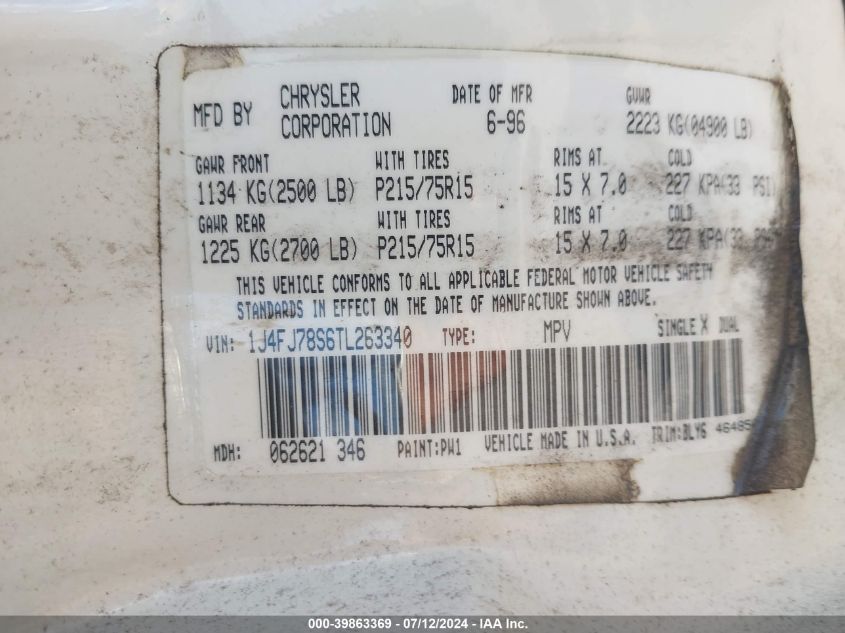 MFD BY CHRYSLER CORPORATION DATE OF MFR 6-96 GVWR 2223 KG(04900 LB)
GAWR FRONT WITH TIRES RIMS AT COLD
1134 KG(2500 LB) P215/75R15 15 X 7.0 227 KPA(33 PSI)
GAWR REAR WITH TIRES RIMS AT COLD
1225 KG(2700 LB) P215/75R15 15 X 7.0 227 KPA(33
THIS VEHICLE CONFORMS TO ALL APPLICABLE FEDERAL MOTOR VEHICLE SAFETY
STANDARDS IN EFFECT ON THE DATE OF MANUFACTURE SHOWN ABOVE.
VIN: 1J4FJ78S6TL263340 TYPE: MPV SINGLE X DUAL
MDH: 062621 346 PAINT:PW1 VEHICLE MADE IN U.S.A. TRIM:BLY6
000-39863369 - 07/12/2024 - IAA Inc.